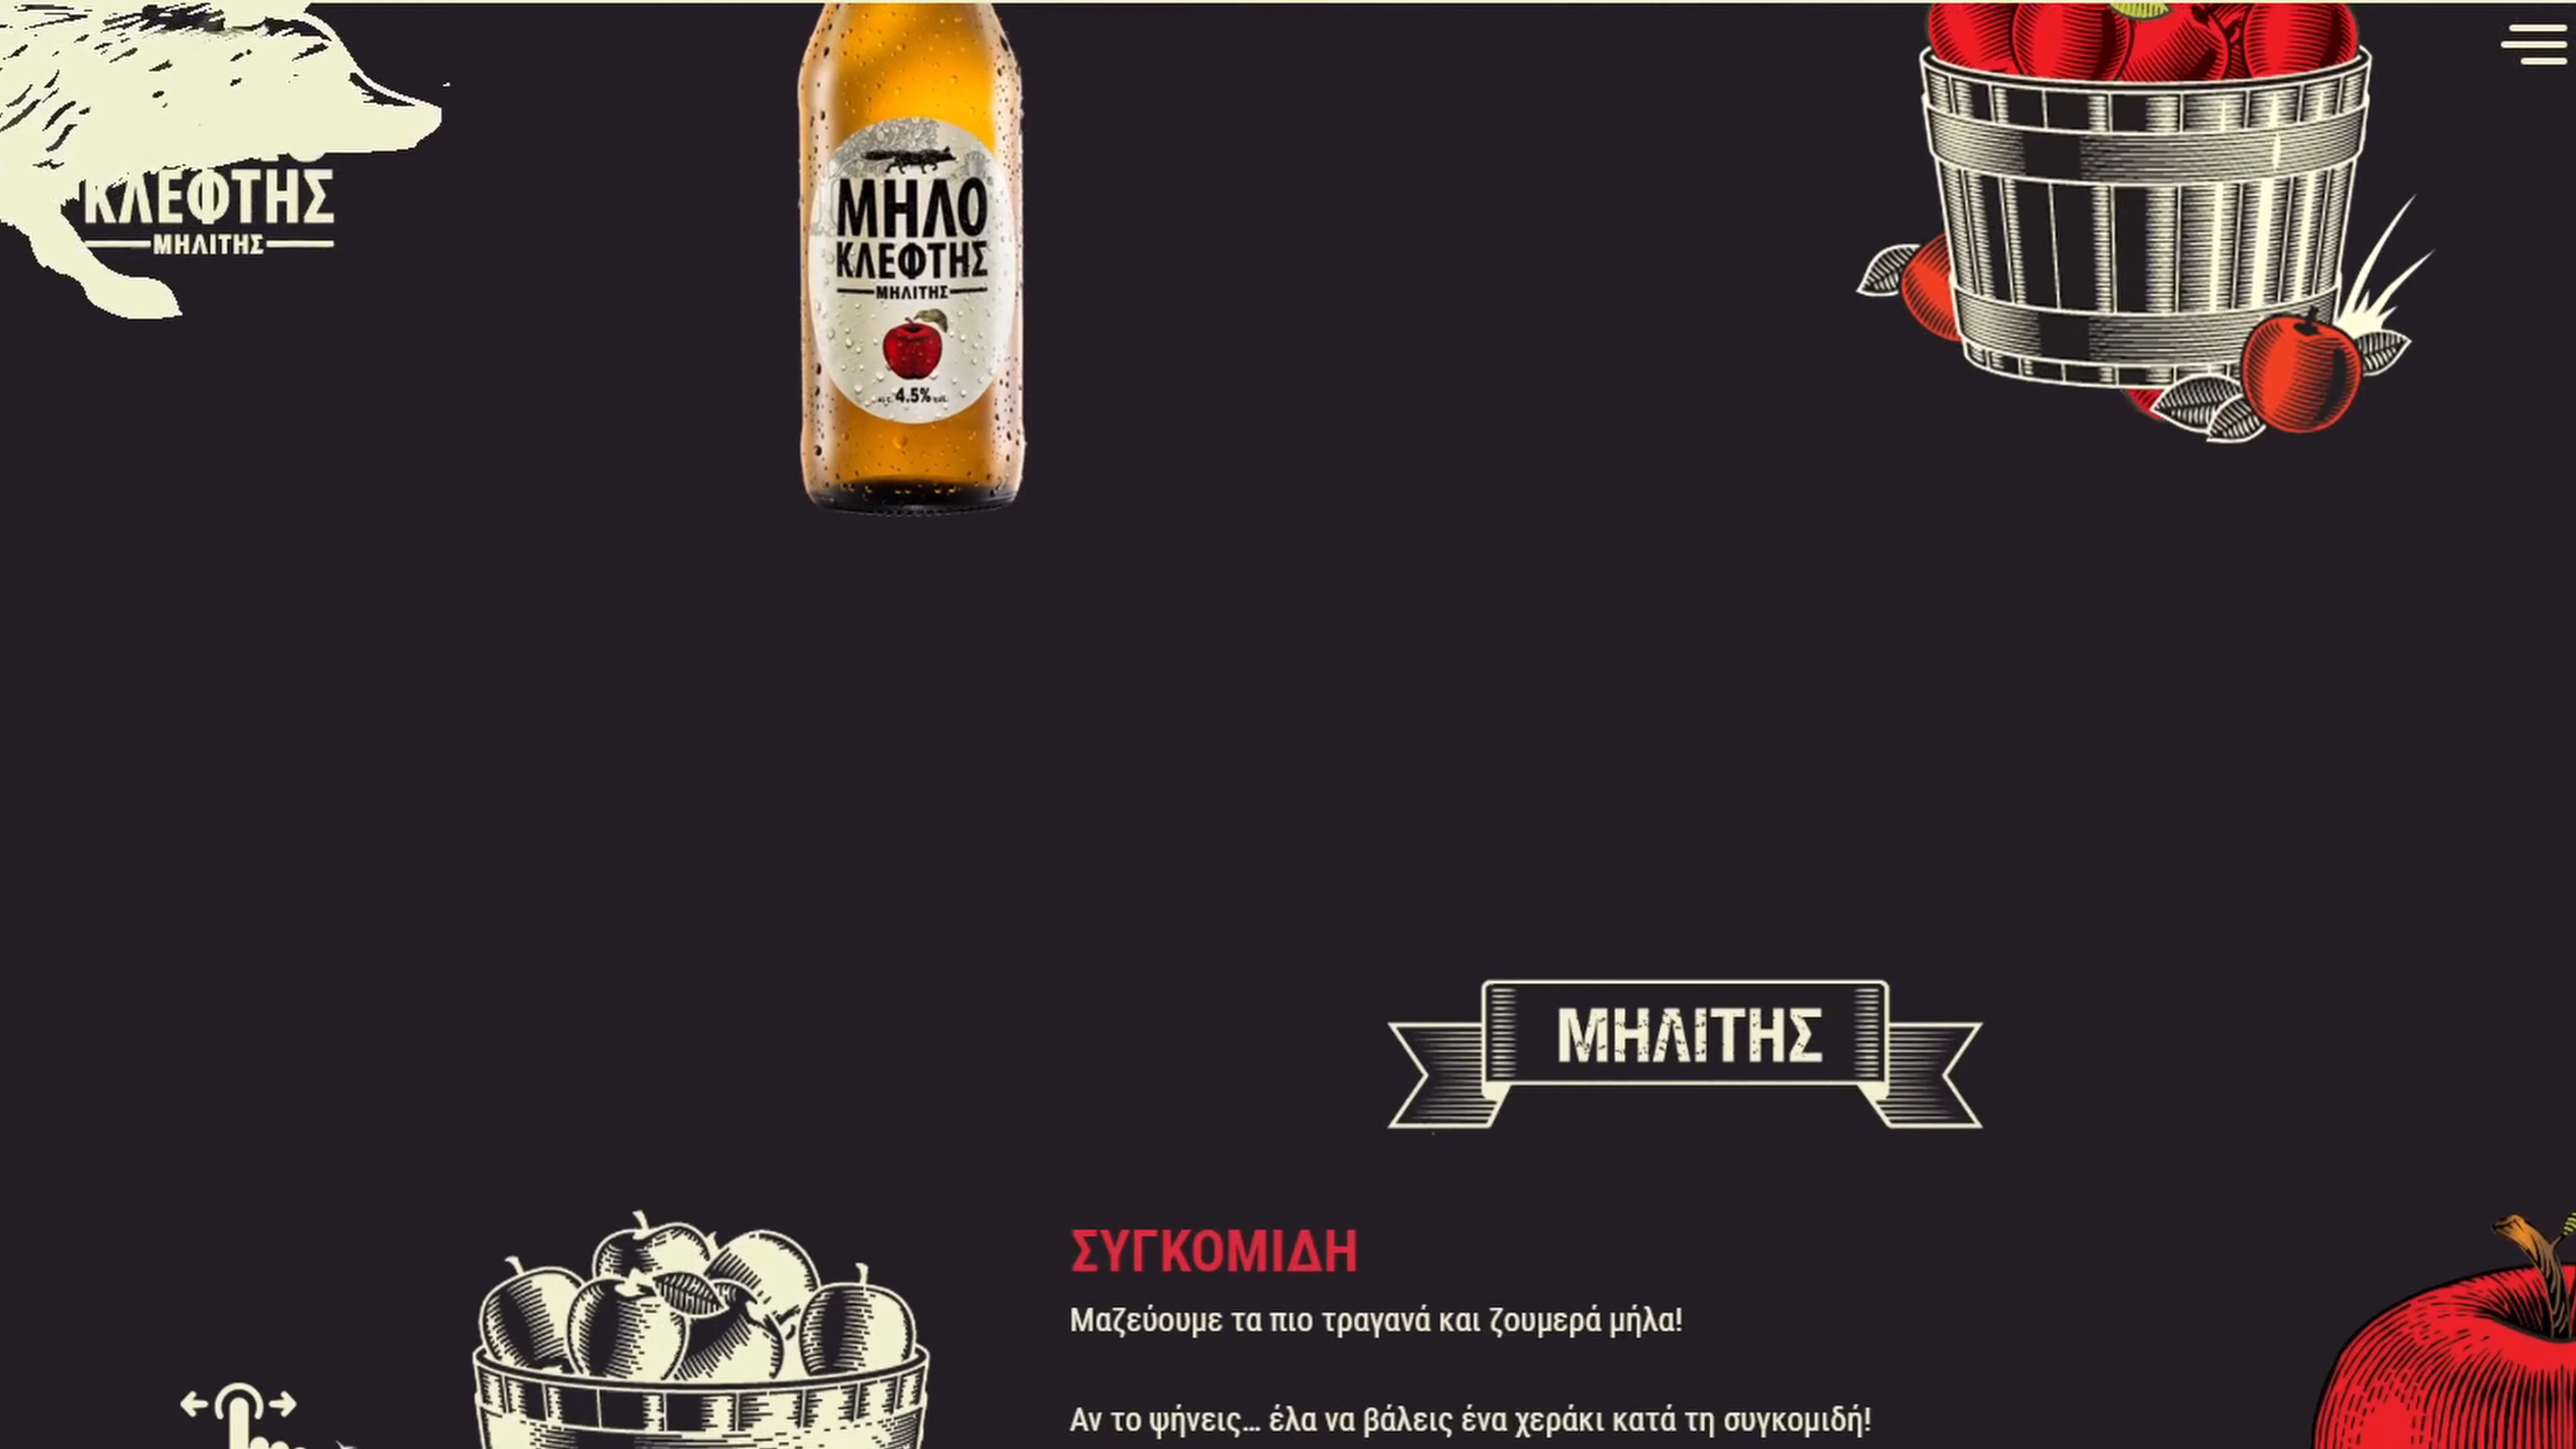 ΚΛΕΦΤΗΣ
ΜΗΛΙΤΗΣ
ΜΗΛΟ
ΚΛΕΦΤΗΣ
ΜΗΛΙΤΗΣ
4.5%
ΜΗΛΙΤΗΣ
ΣΥΓΚΟΜΙΔΗ
Μαζεύουμε τα πιο τραγανά και ζουμερά μήλα!
Αν το ψήνεις... έλα να βάλεις ένα χεράκι κατά τη συγκομιδή!